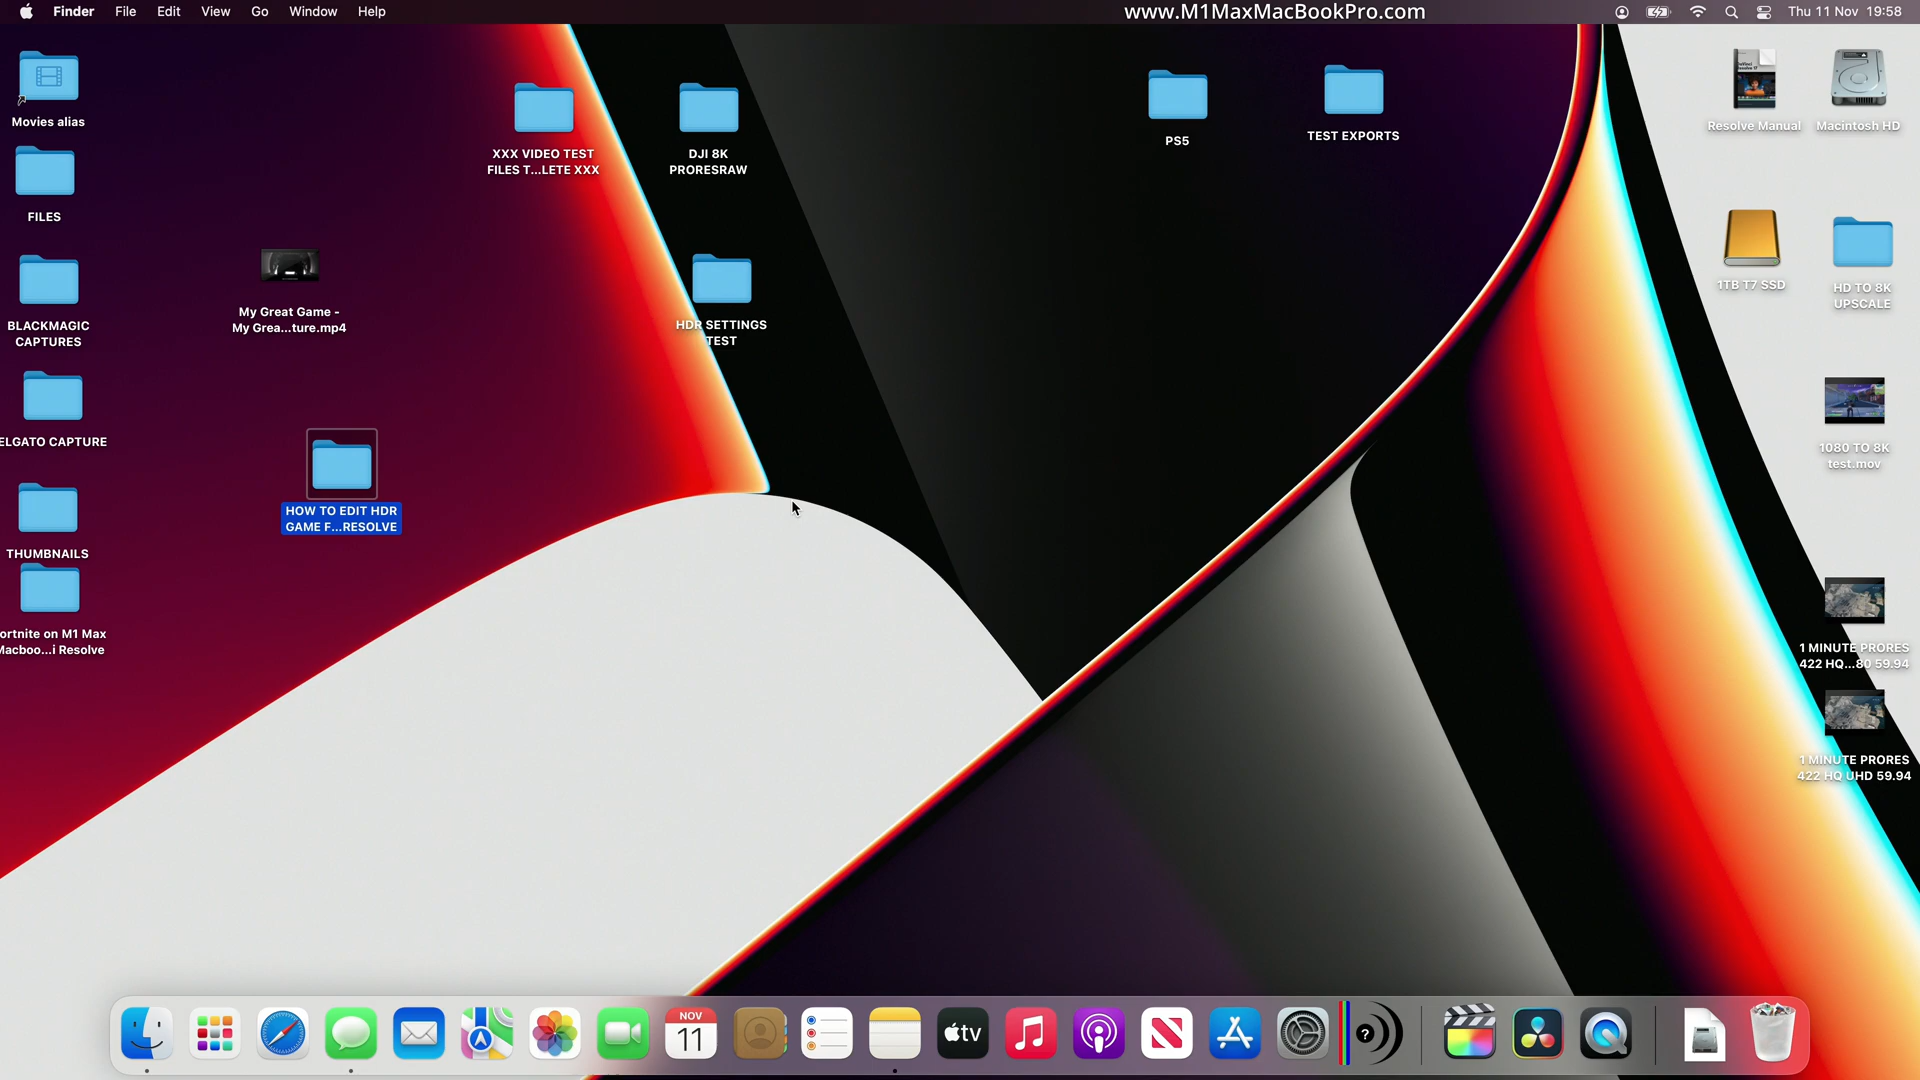 Finder File Edit View Go Window Help
www.M1MaxMacBookPro.com
Thu 11 Nov 19:58
Movies alias
FILES
BLACKMAGIC
CAPTURES
ELGATO CAPTURE
THUMBNAILS
ortnite on M1 Max
Macboo...i Resolve
My Great Game -
My Grea...ture.mp4
HOW TO EDIT HDR
GAME F...RESOLVE
XXX VIDEO TEST
FILES T...LETE XXX
DJI 8K
PRORESRAW
HDR SETTINGS
TEST
PS5
TEST EXPORTS
Resolve Manual
Macintosh HD
1TB T7 SSD
HD TO 8K
UPSCALE
1080 TO 8K
test.mov
1 MINUTE PRORES
422 HQ...80 59.94
1 MINUTE PRORES
422 HQ UHD 59.94
NOV
11
tv
?